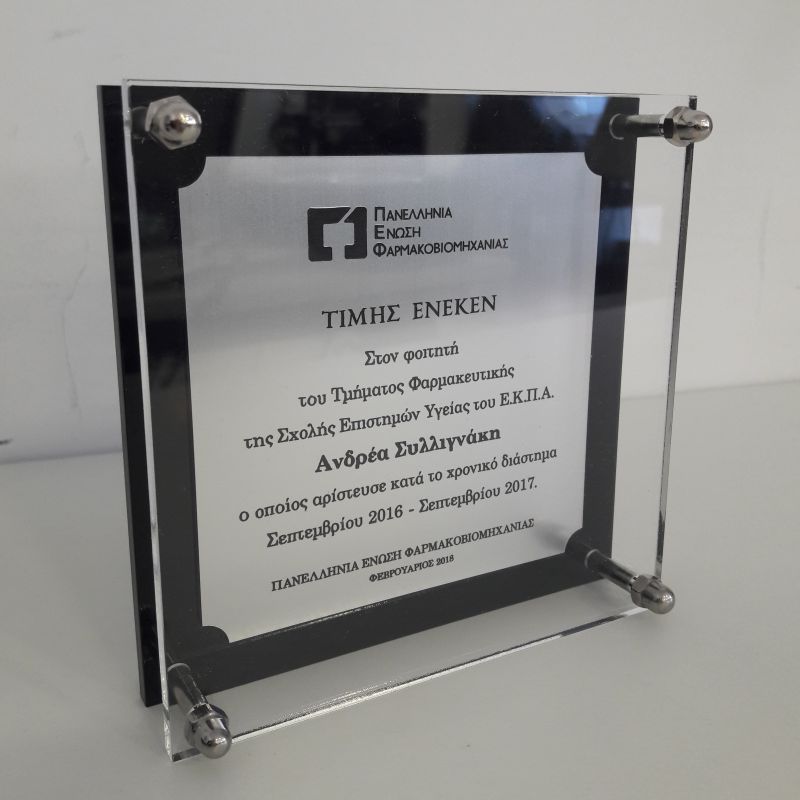 ΠΑΝΕΛΛΗΝΙΑ
ΕΝΩΣΗ
ΦΑΡΜΑΚΟΒΙΟΜΗΧΑΝΙΑΣ
ΤΙΜΗΣ ΕΝΕΚΕΝ
Στον φοιτητή
του Τμήματος Φαρμακευτικής
της Σχολής Επιστημών Υγείας του Ε.Κ.Π.Α.
Ανδρέα Συλλιγνάκη
ο οποίος αρίστευσε κατά το χρονικό διάστημα
Σεπτεμβρίου 2016 - Σεπτεμβρίου 2017.
ΠΑΝΕΛΛΗΝΙΑ ΕΝΩΣΗ ΦΑΡΜΑΚΟΒΙΟΜΗΧΑΝΙΑΣ
ΦΕΒΡΟΥΑΡΙΟΣ 2018